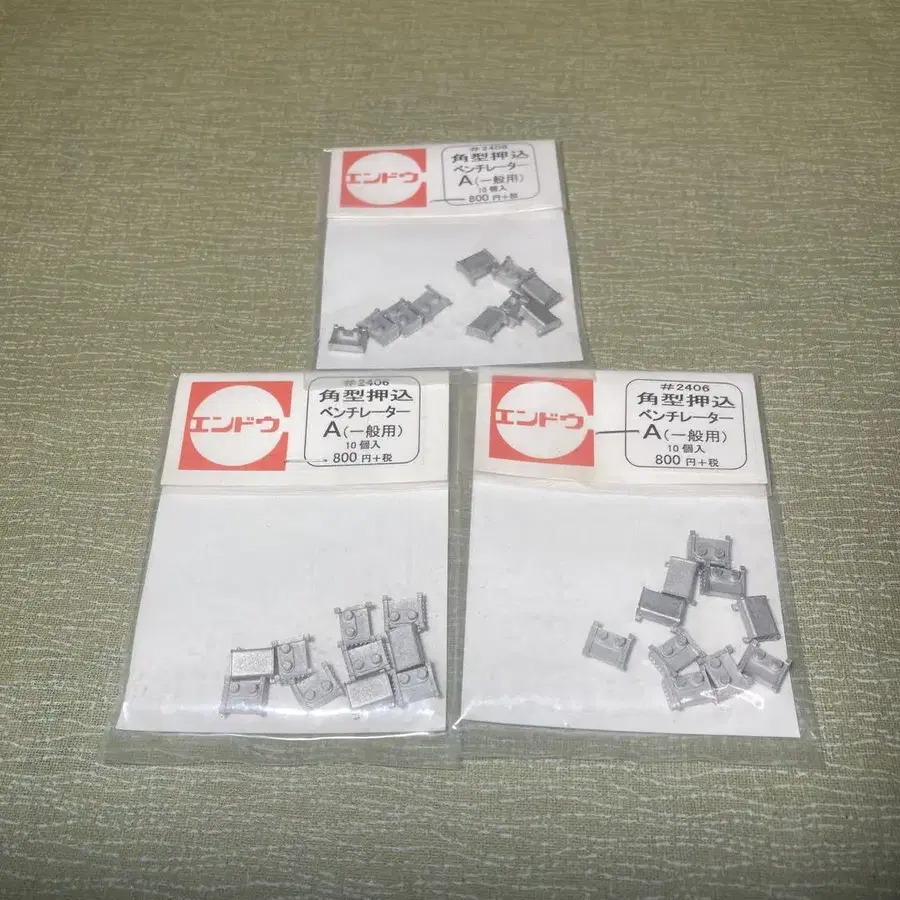 エンドウ
#2406
角型押込
ベンチレーター
A(一般用)
10個入
800円+税
エンドウ
#2406
角型押込
ベンチレーター
A(一般用)
10個入
800円+税
エンドウ
#2406
角型押込
ベンチレーター
A(一般用)
10個入
800円+税